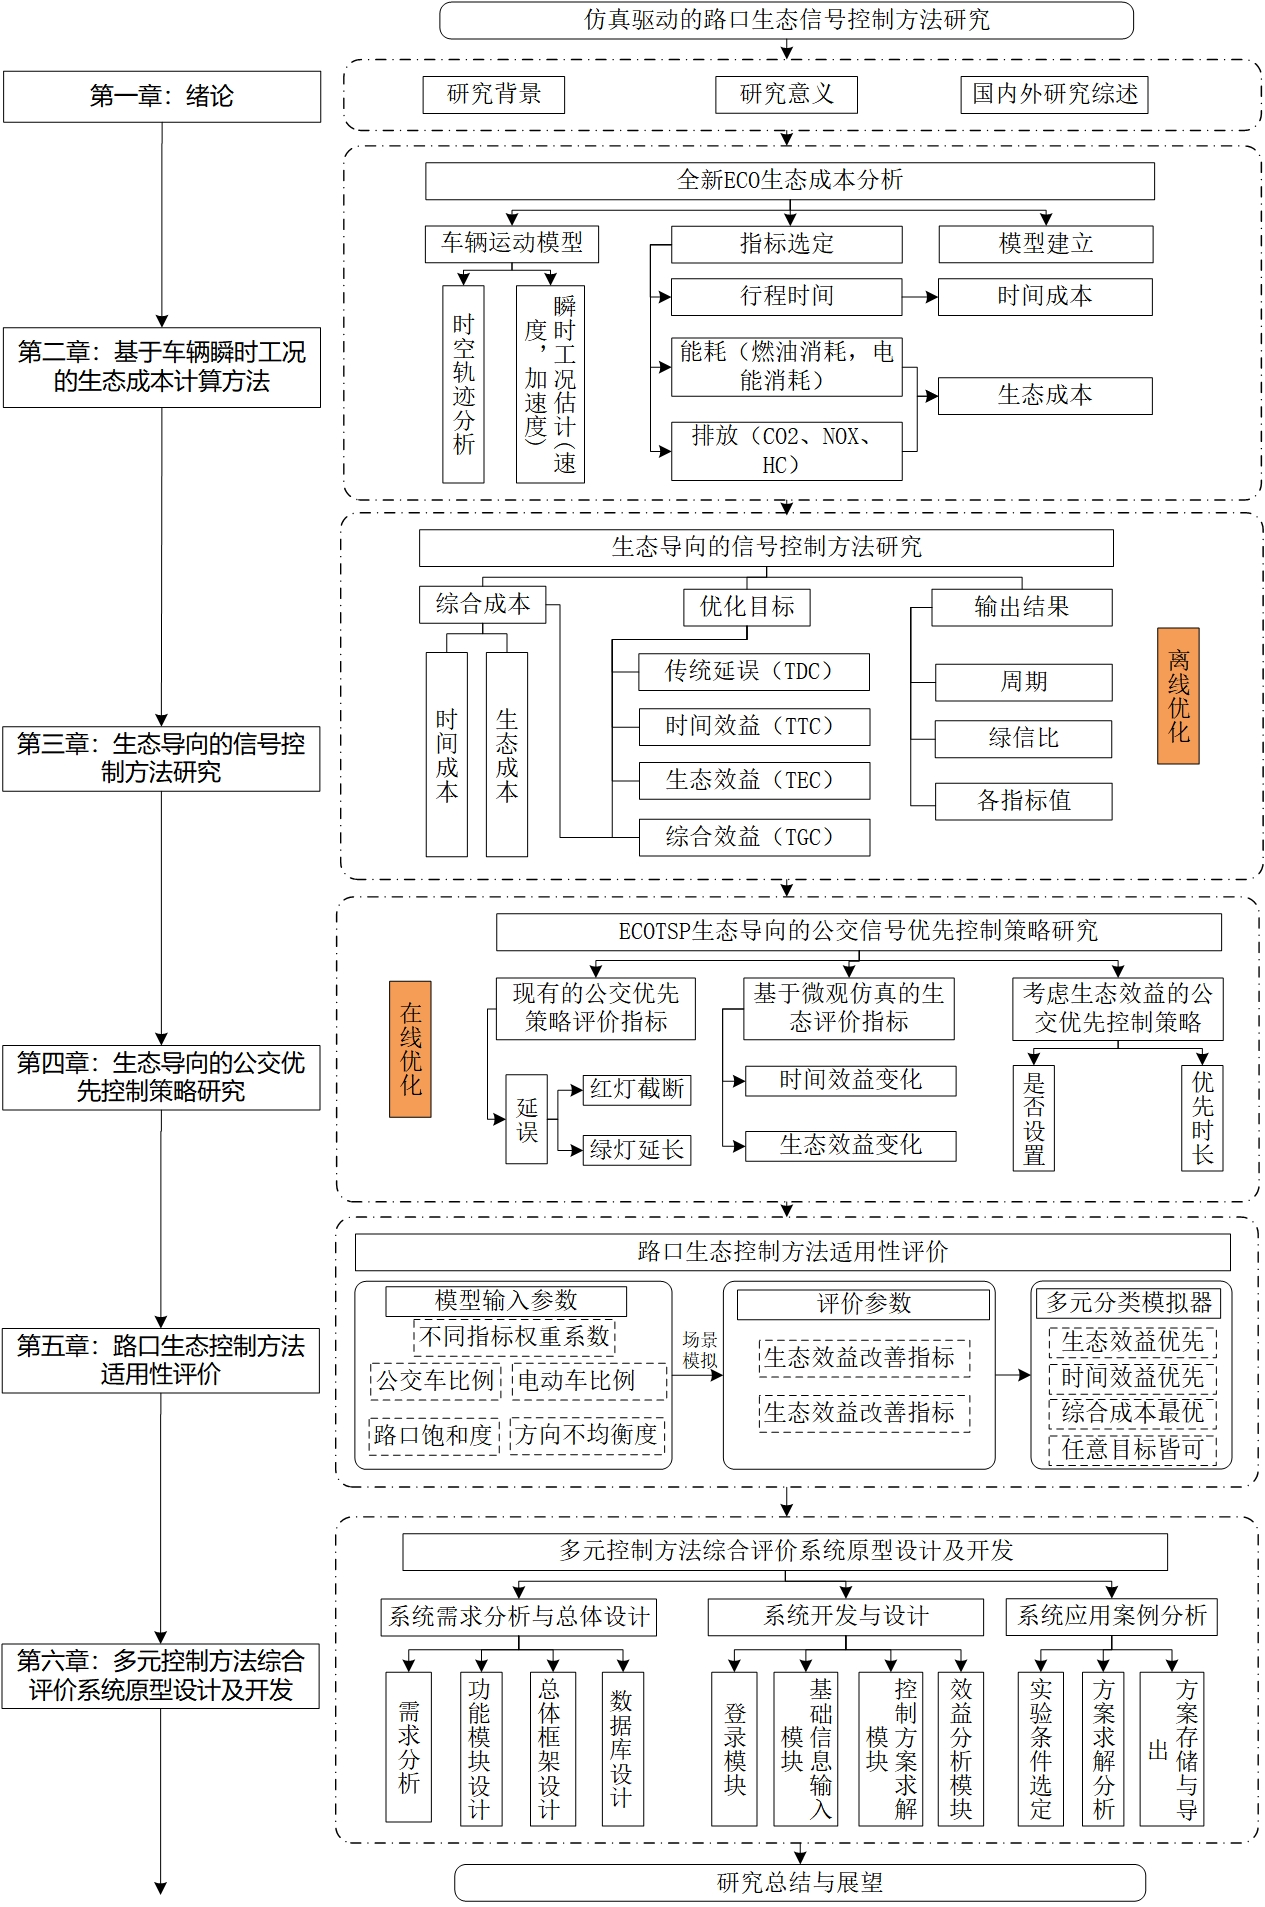 仿真驱动的路口生态信号控制方法研究
第一章：绪论
研究背景
研究意义
国内外研究综述
全新ECO生态成本分析
车辆运动模型
指标选定
模型建立
时空轨迹分析
瞬时工况估计（速
度，加速度）
行程时间
时间成本
能耗（燃油消耗，电
能消耗）
生态成本
排放（CO2、NOX、
HC）
第二章：基于车辆瞬时工况
的生态成本计算方法
生态导向的信号控制方法研究
综合成本
优化目标
输出结果
时间成本
生态成本
传统延误（TDC）
时间效益（TTC）
生态效益（TEC）
综合效益（TGC）
周期
绿信比
各指标值
离线优化
第三章：生态导向的信号控
制方法研究
ECOTSP生态导向的公交信号优先控制策略研究
在线优化
现有的公交优先
策略评价指标
基于微观仿真的生
态评价指标
考虑生态效益的公
交优先控制策略
延误
红灯截断
绿灯延长
时间效益变化
生态效益变化
是否设置
优先时长
第四章：生态导向的公交优
先控制策略研究
路口生态控制方法适用性评价
模型输入参数
不同指标权重系数
公交车比例
电动车比例
路口饱和度
方向不均衡度
场景
模拟
评价参数
生态效益改善指标
生态效益改善指标
多元分类模拟器
生态效益优先
时间效益优先
综合成本最优
任意目标皆可
第五章：路口生态控制方法
适用性评价
多元控制方法综合评价系统原型设计及开发
系统需求分析与总体设计
系统开发与设计
系统应用案例分析
需求分析
功能模块设计
总体框架设计
数据库设计
登录模块
基础信息输入
模块
控制方案求解
模块
效益分析模块
实验条件选定
方案求解分析
方案存储与导
出
第六章：多元控制方法综合
评价系统原型设计及开发
研究总结与展望